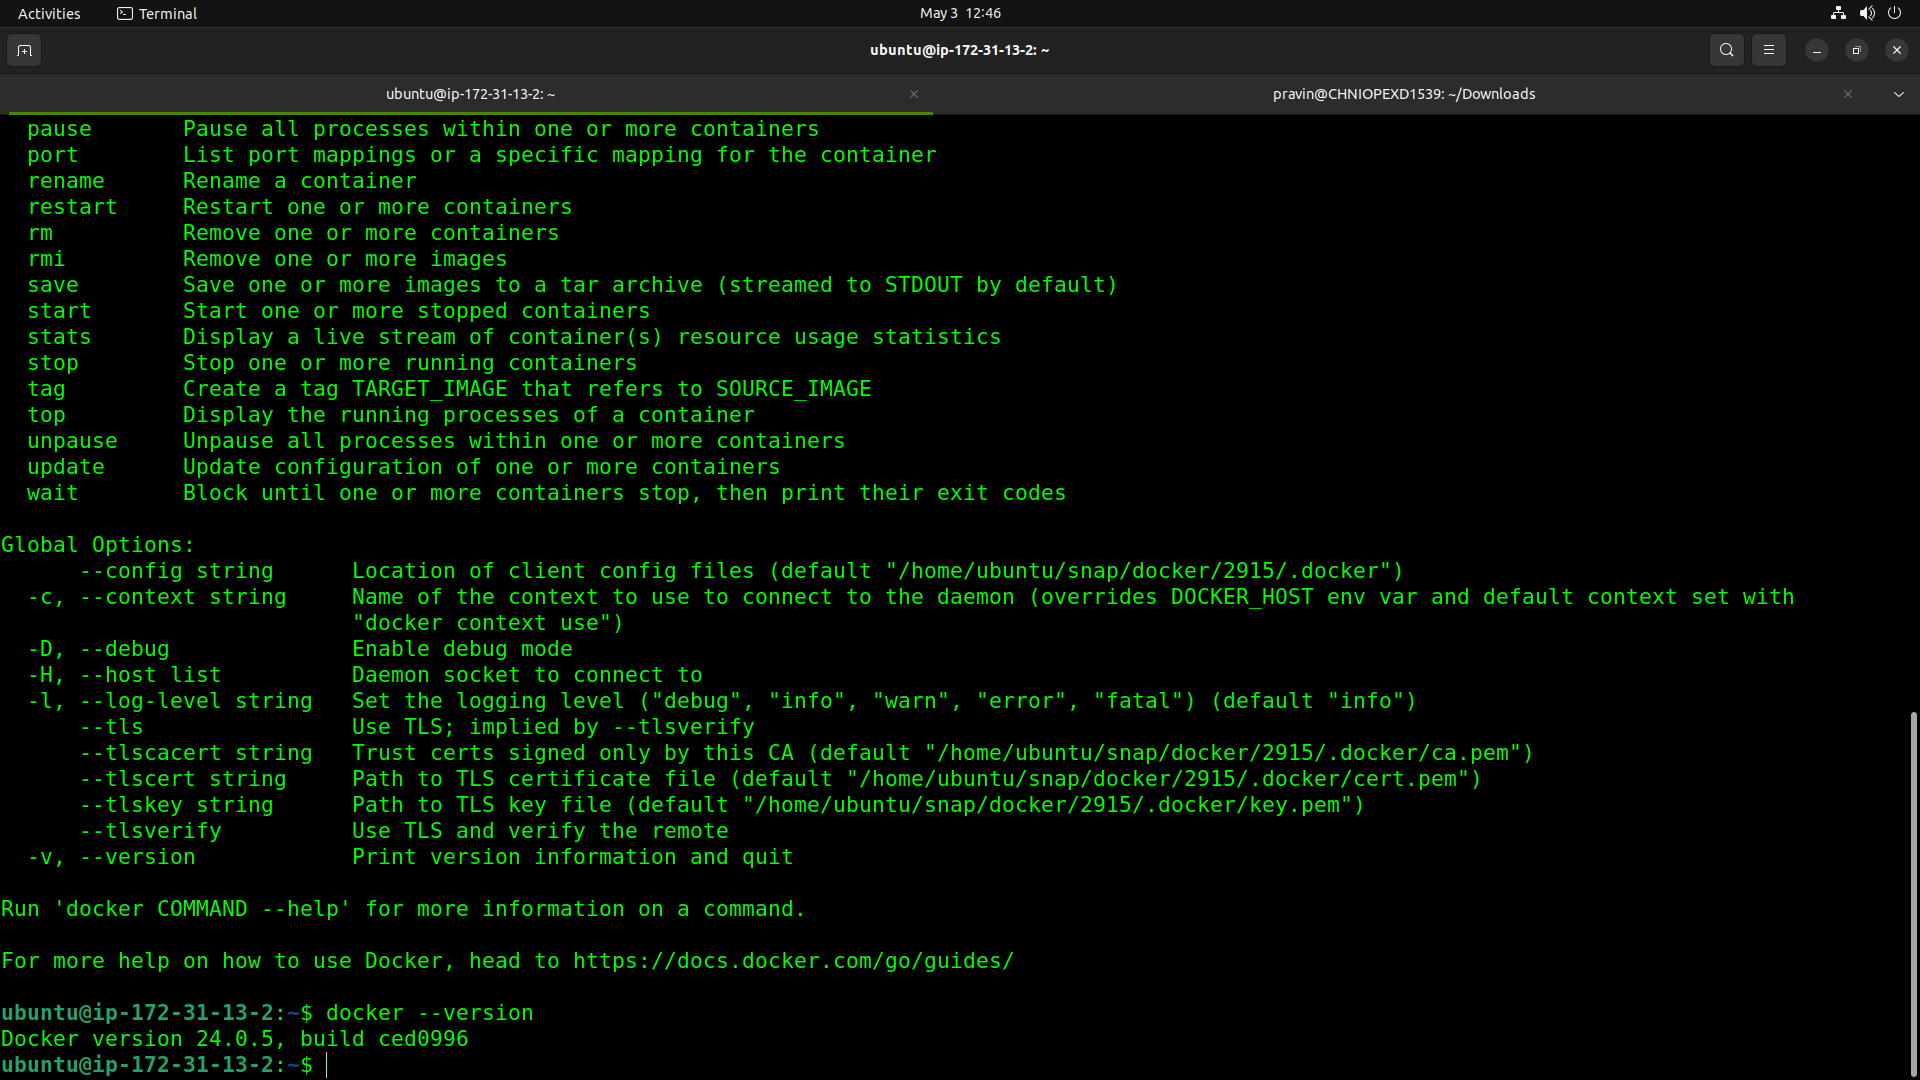 Activities Terminal May 3 12:46
ubuntu@ip-172-31-13-2: ~
ubuntu@ip-172-31-13-2: ~ pravin@CHNIOPEXD1539: ~/Downloads
  pause       Pause all processes within one or more containers
  port        List port mappings or a specific mapping for the container
  rename      Rename a container
  restart     Restart one or more containers
  rm          Remove one or more containers
  rmi         Remove one or more images
  save        Save one or more images to a tar archive (streamed to STDOUT by default)
  start       Start one or more stopped containers
  stats       Display a live stream of container(s) resource usage statistics
  stop        Stop one or more running containers
  tag         Create a tag TARGET_IMAGE that refers to SOURCE_IMAGE
  top         Display the running processes of a container
  unpause     Unpause all processes within one or more containers
  update      Update configuration of one or more containers
  wait        Block until one or more containers stop, then print their exit codes

Global Options:
      --config string      Location of client config files (default "/home/ubuntu/snap/docker/2915/.docker")
  -c, --context string     Name of the context to use to connect to the daemon (overrides DOCKER_HOST env var and default context set with
                           "docker context use")
  -D, --debug              Enable debug mode
  -H, --host list          Daemon socket to connect to
  -l, --log-level string   Set the logging level ("debug", "info", "warn", "error", "fatal") (default "info")
      --tls                Use TLS; implied by --tlsverify
      --tlscacert string   Trust certs signed only by this CA (default "/home/ubuntu/snap/docker/2915/.docker/ca.pem")
      --tlscert string     Path to TLS certificate file (default "/home/ubuntu/snap/docker/2915/.docker/cert.pem")
      --tlskey string      Path to TLS key file (default "/home/ubuntu/snap/docker/2915/.docker/key.pem")
      --tlsverify          Use TLS and verify the remote
  -v, --version            Print version information and quit

Run 'docker COMMAND --help' for more information on a command.

For more help on how to use Docker, head to https://docs.docker.com/go/guides/

ubuntu@ip-172-31-13-2:~$ docker --version
Docker version 24.0.5, build ced0996
ubuntu@ip-172-31-13-2:~$